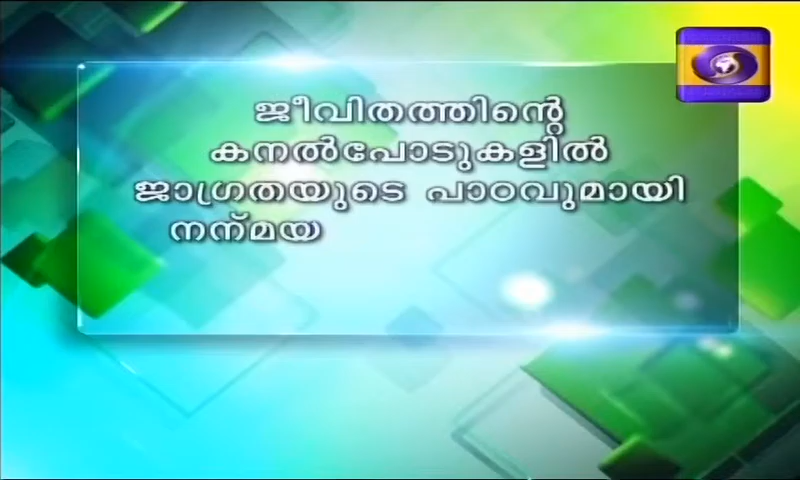 ജീവിതത്തിന്റെ
കനൽപോടുകളിൽ
ജാഗ്രതയുടെ പാഠവുമായി
നന്മയ